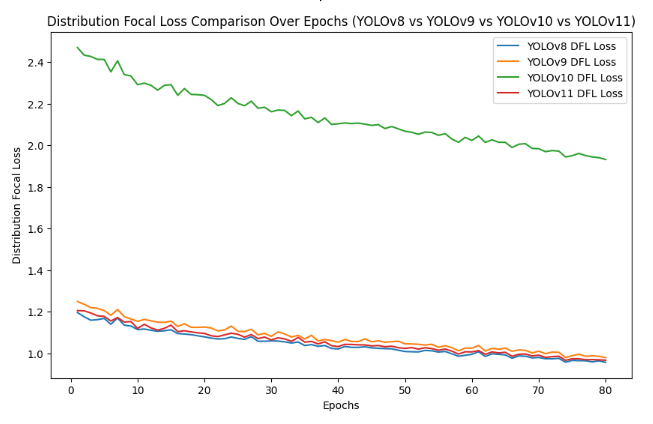 Distribution Focal Loss Comparison Over Epochs (YOLOv8 vs YOLOv9 vs YOLOv10 vs YOLOv11)
YOLOv8 DFL Loss
YOLOv9 DFL Loss
YOLOv10 DFL Loss
YOLOv11 DFL Loss
Distribution Focal Loss
2.4
2.2
2.0
1.8
1.6
1.4
1.2
1.0
0 10 20 30 40 50 60 70 80
Epochs